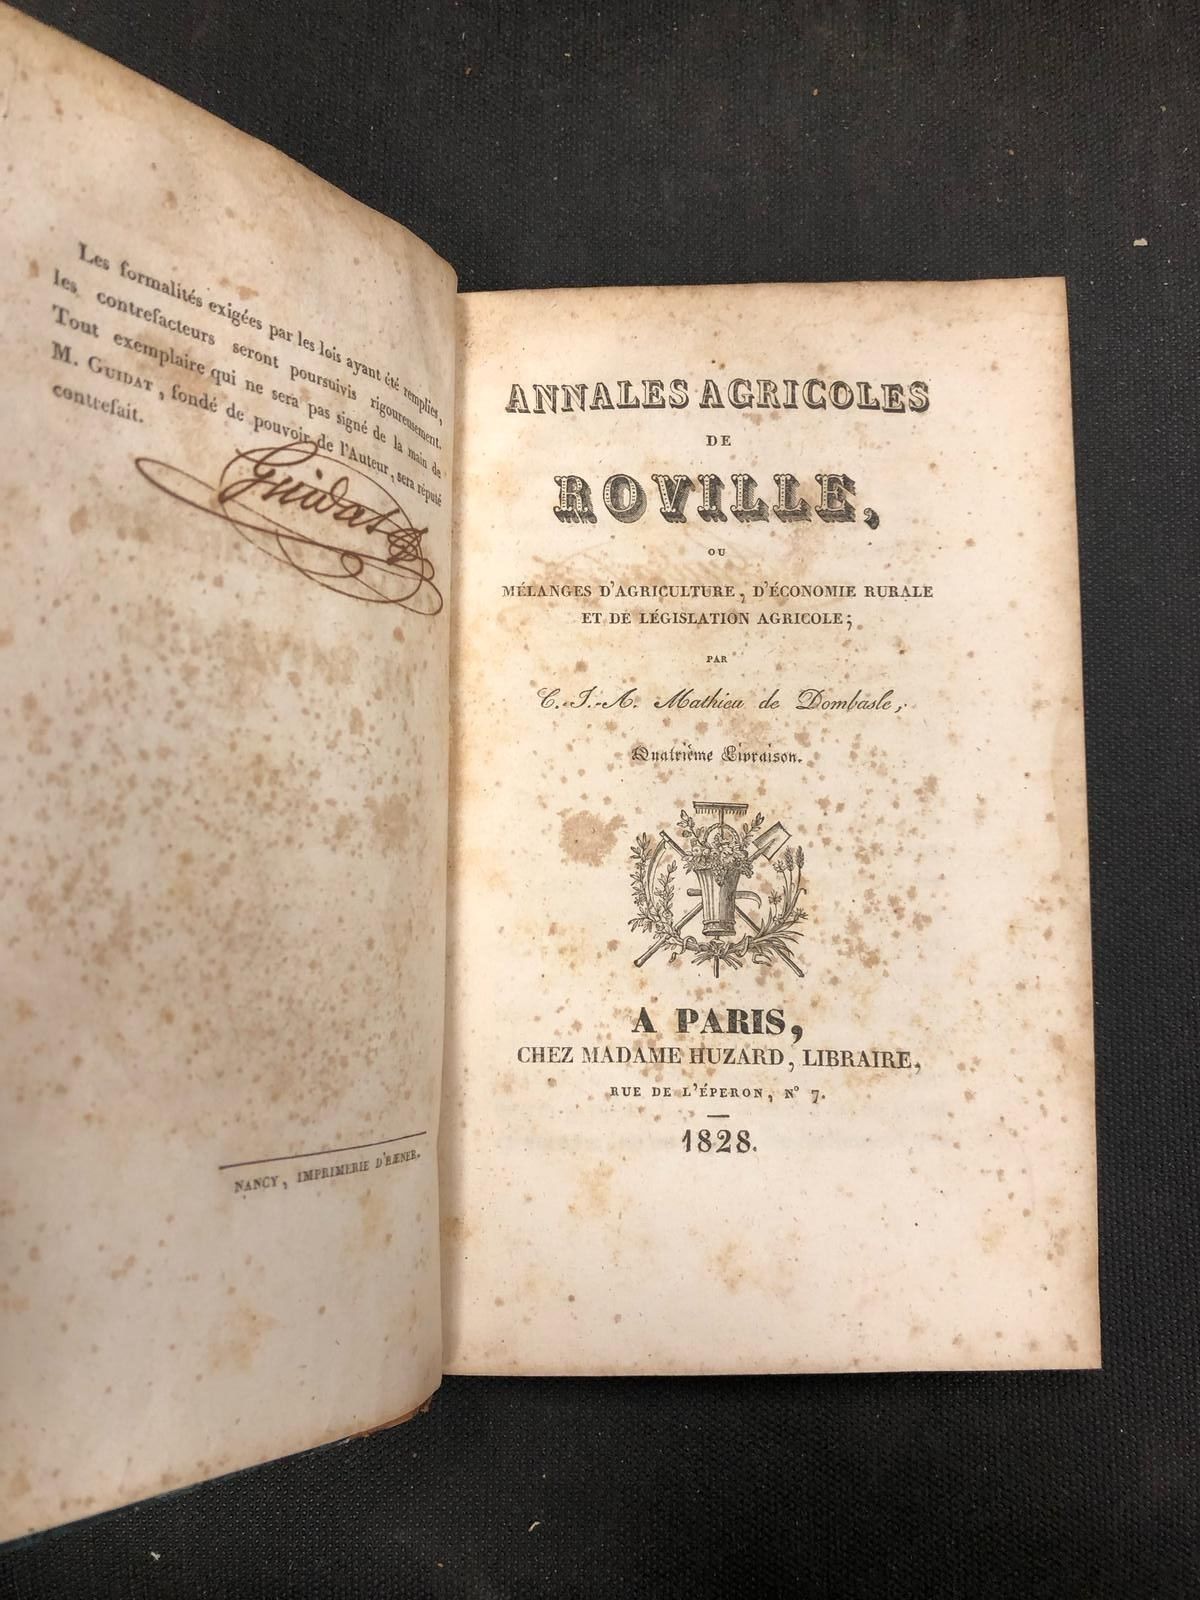 Les formalités exigées par les lois ayant été remplies,
les contrefacteurs seront poursuivis rigoureusement.
Tout exemplaire qui ne sera pas signé de la main de
M. GUIDAT, fondé de pouvoir de l'Auteur, sera réputé
contrefait.
Guidat
NANCY, IMPRIMERIE D'HÆNER.
ANNALES AGRICOLES
DE
ROVILLE,
OU
MÉLANGES D'AGRICULTURE, D'ÉCONOMIE RURALE
ET DE LÉGISLATION AGRICOLE;
PAR
C.-J.-A. Mathieu de Dombasle,
Quatrième Livraison.
A PARIS,
CHEZ MADAME HUZARD, LIBRAIRE,
RUE DE L'ÉPERON, N° 7.
1828.